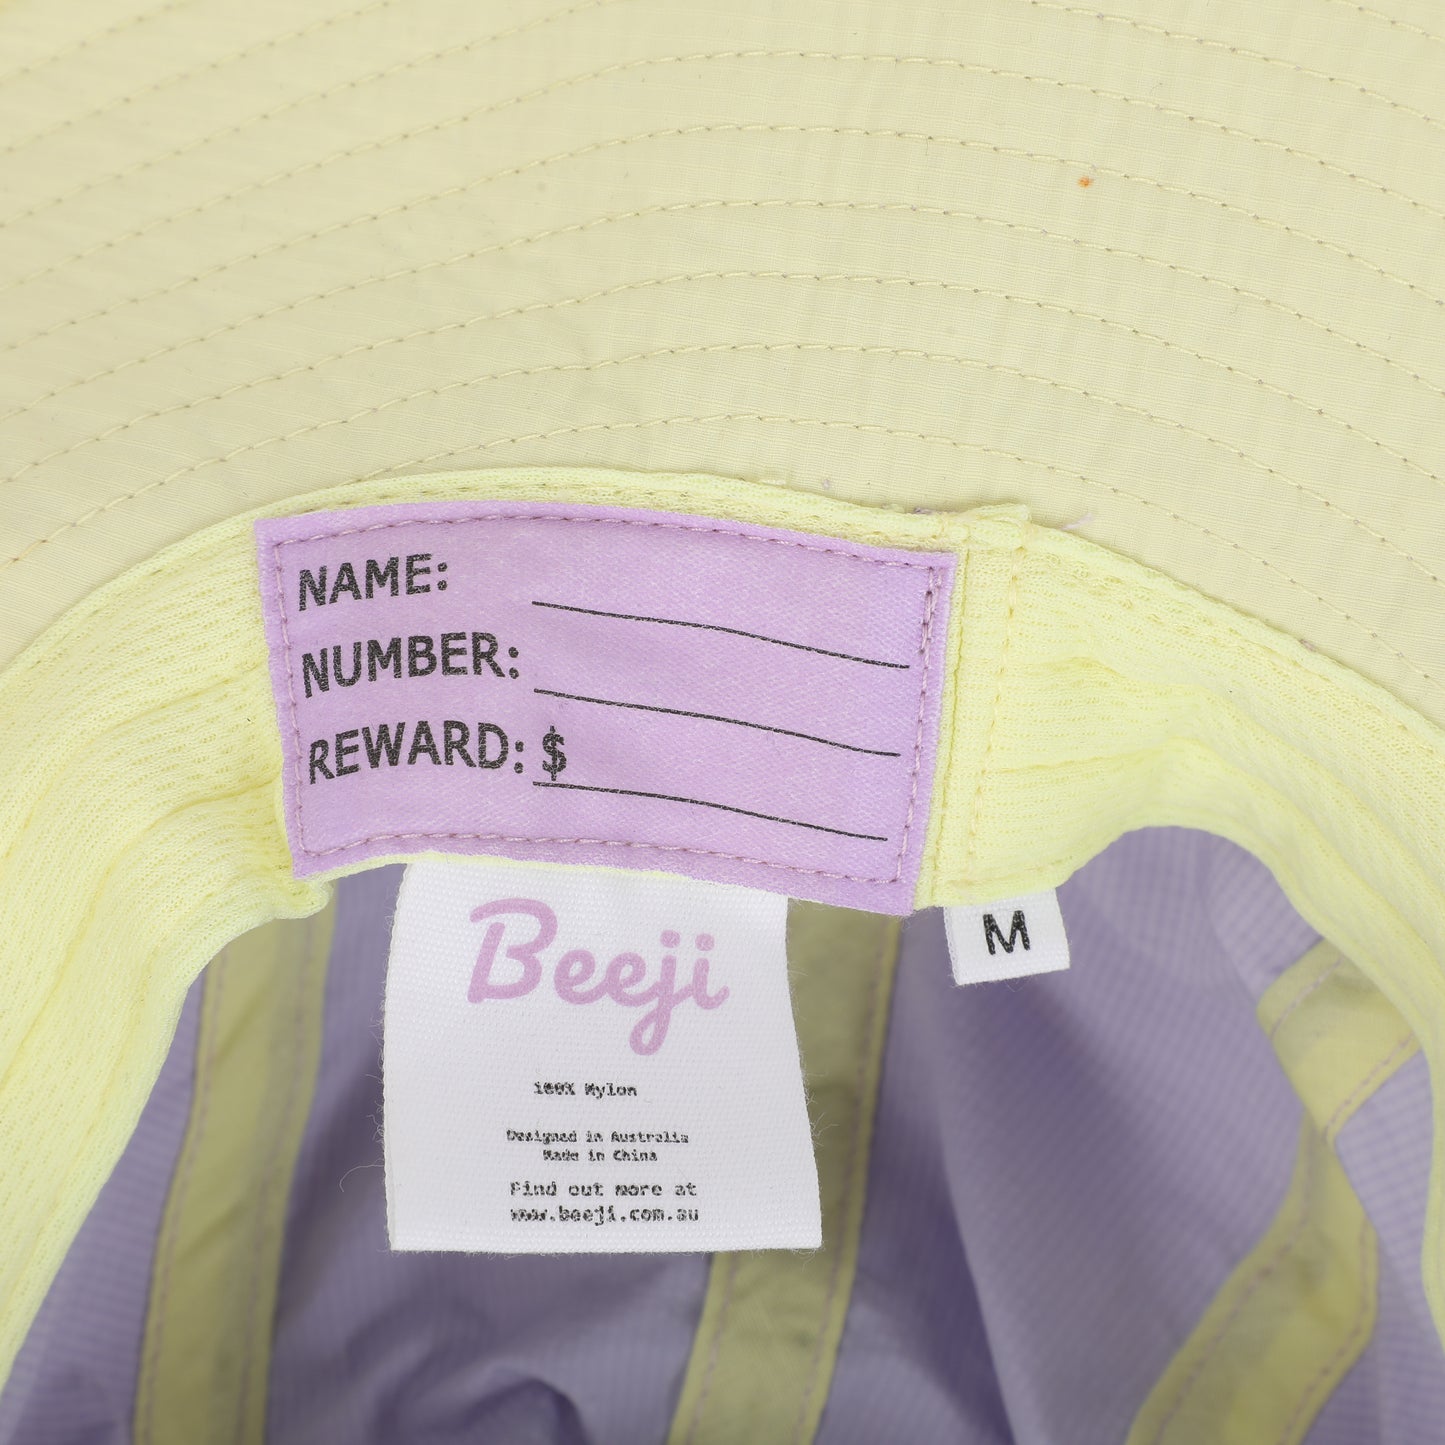 NAME:
NUMBER:
REWARD: $
Beeji
M
100% Nylon
Designed in Australia
Made in China
Find out more at
www.beeji.com.au